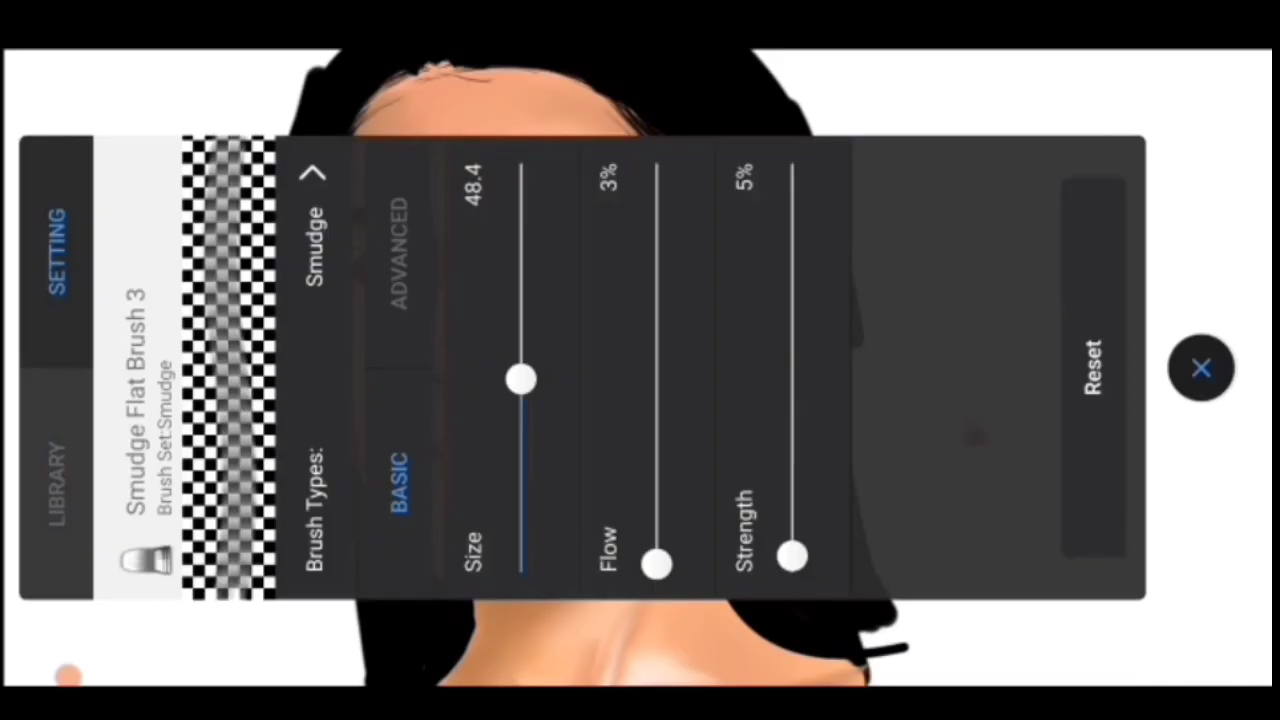 LIBRARY
SETTING
Smudge Flat Brush 3
Brush Set:Smudge
Brush Types:
Smudge
BASIC
ADVANCED
Size
48.4
Flow
3%
Strength
5%
Reset